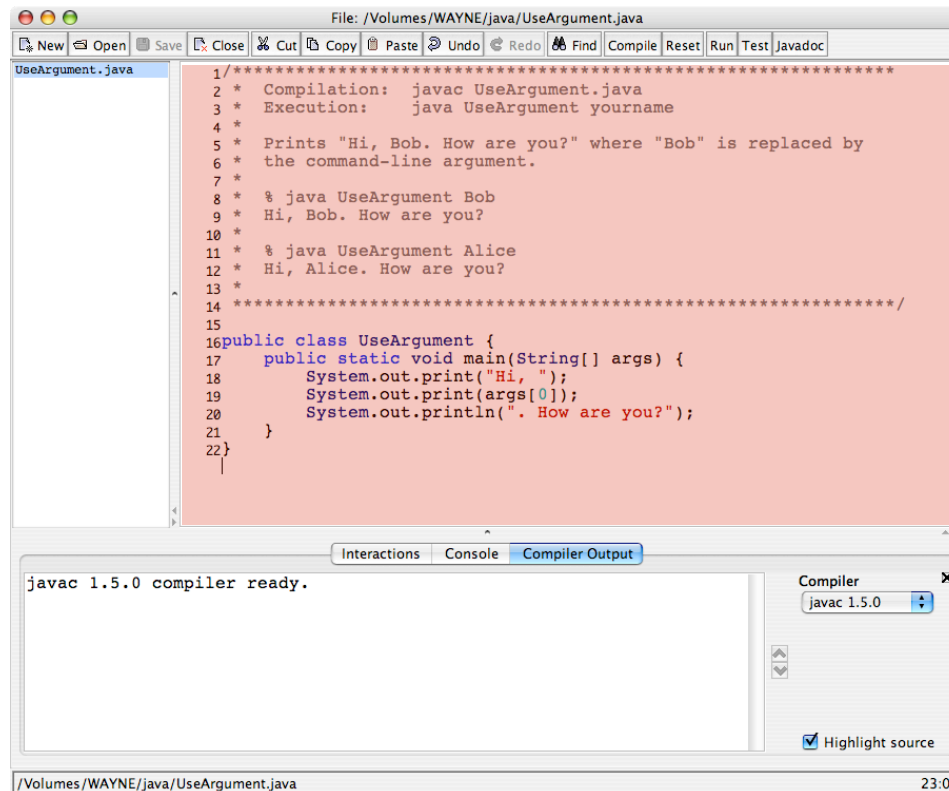 File: /Volumes/WAYNE/java/UseArgument.java
New Open Save Close Cut Copy Paste Undo Redo Find Compile Reset Run Test Javadoc
UseArgument.java
1/***************************************************************
2 *  Compilation:  javac UseArgument.java
3 *  Execution:    java UseArgument yourname
4 *
5 *  Prints "Hi, Bob. How are you?" where "Bob" is replaced by
6 *  the command-line argument.
7 *
8 *  % java UseArgument Bob
9 *  Hi, Bob. How are you?
10 *
11 *  % java UseArgument Alice
12 *  Hi, Alice. How are you?
13 *
14 ***************************************************************/
15
16public class UseArgument {
17    public static void main(String[] args) {
18        System.out.print("Hi, ");
19        System.out.print(args[0]);
20        System.out.println(". How are you?");
21    }
22}
Interactions Console Compiler Output
javac 1.5.0 compiler ready.
Compiler
javac 1.5.0
Highlight source
/Volumes/WAYNE/java/UseArgument.java 23:0